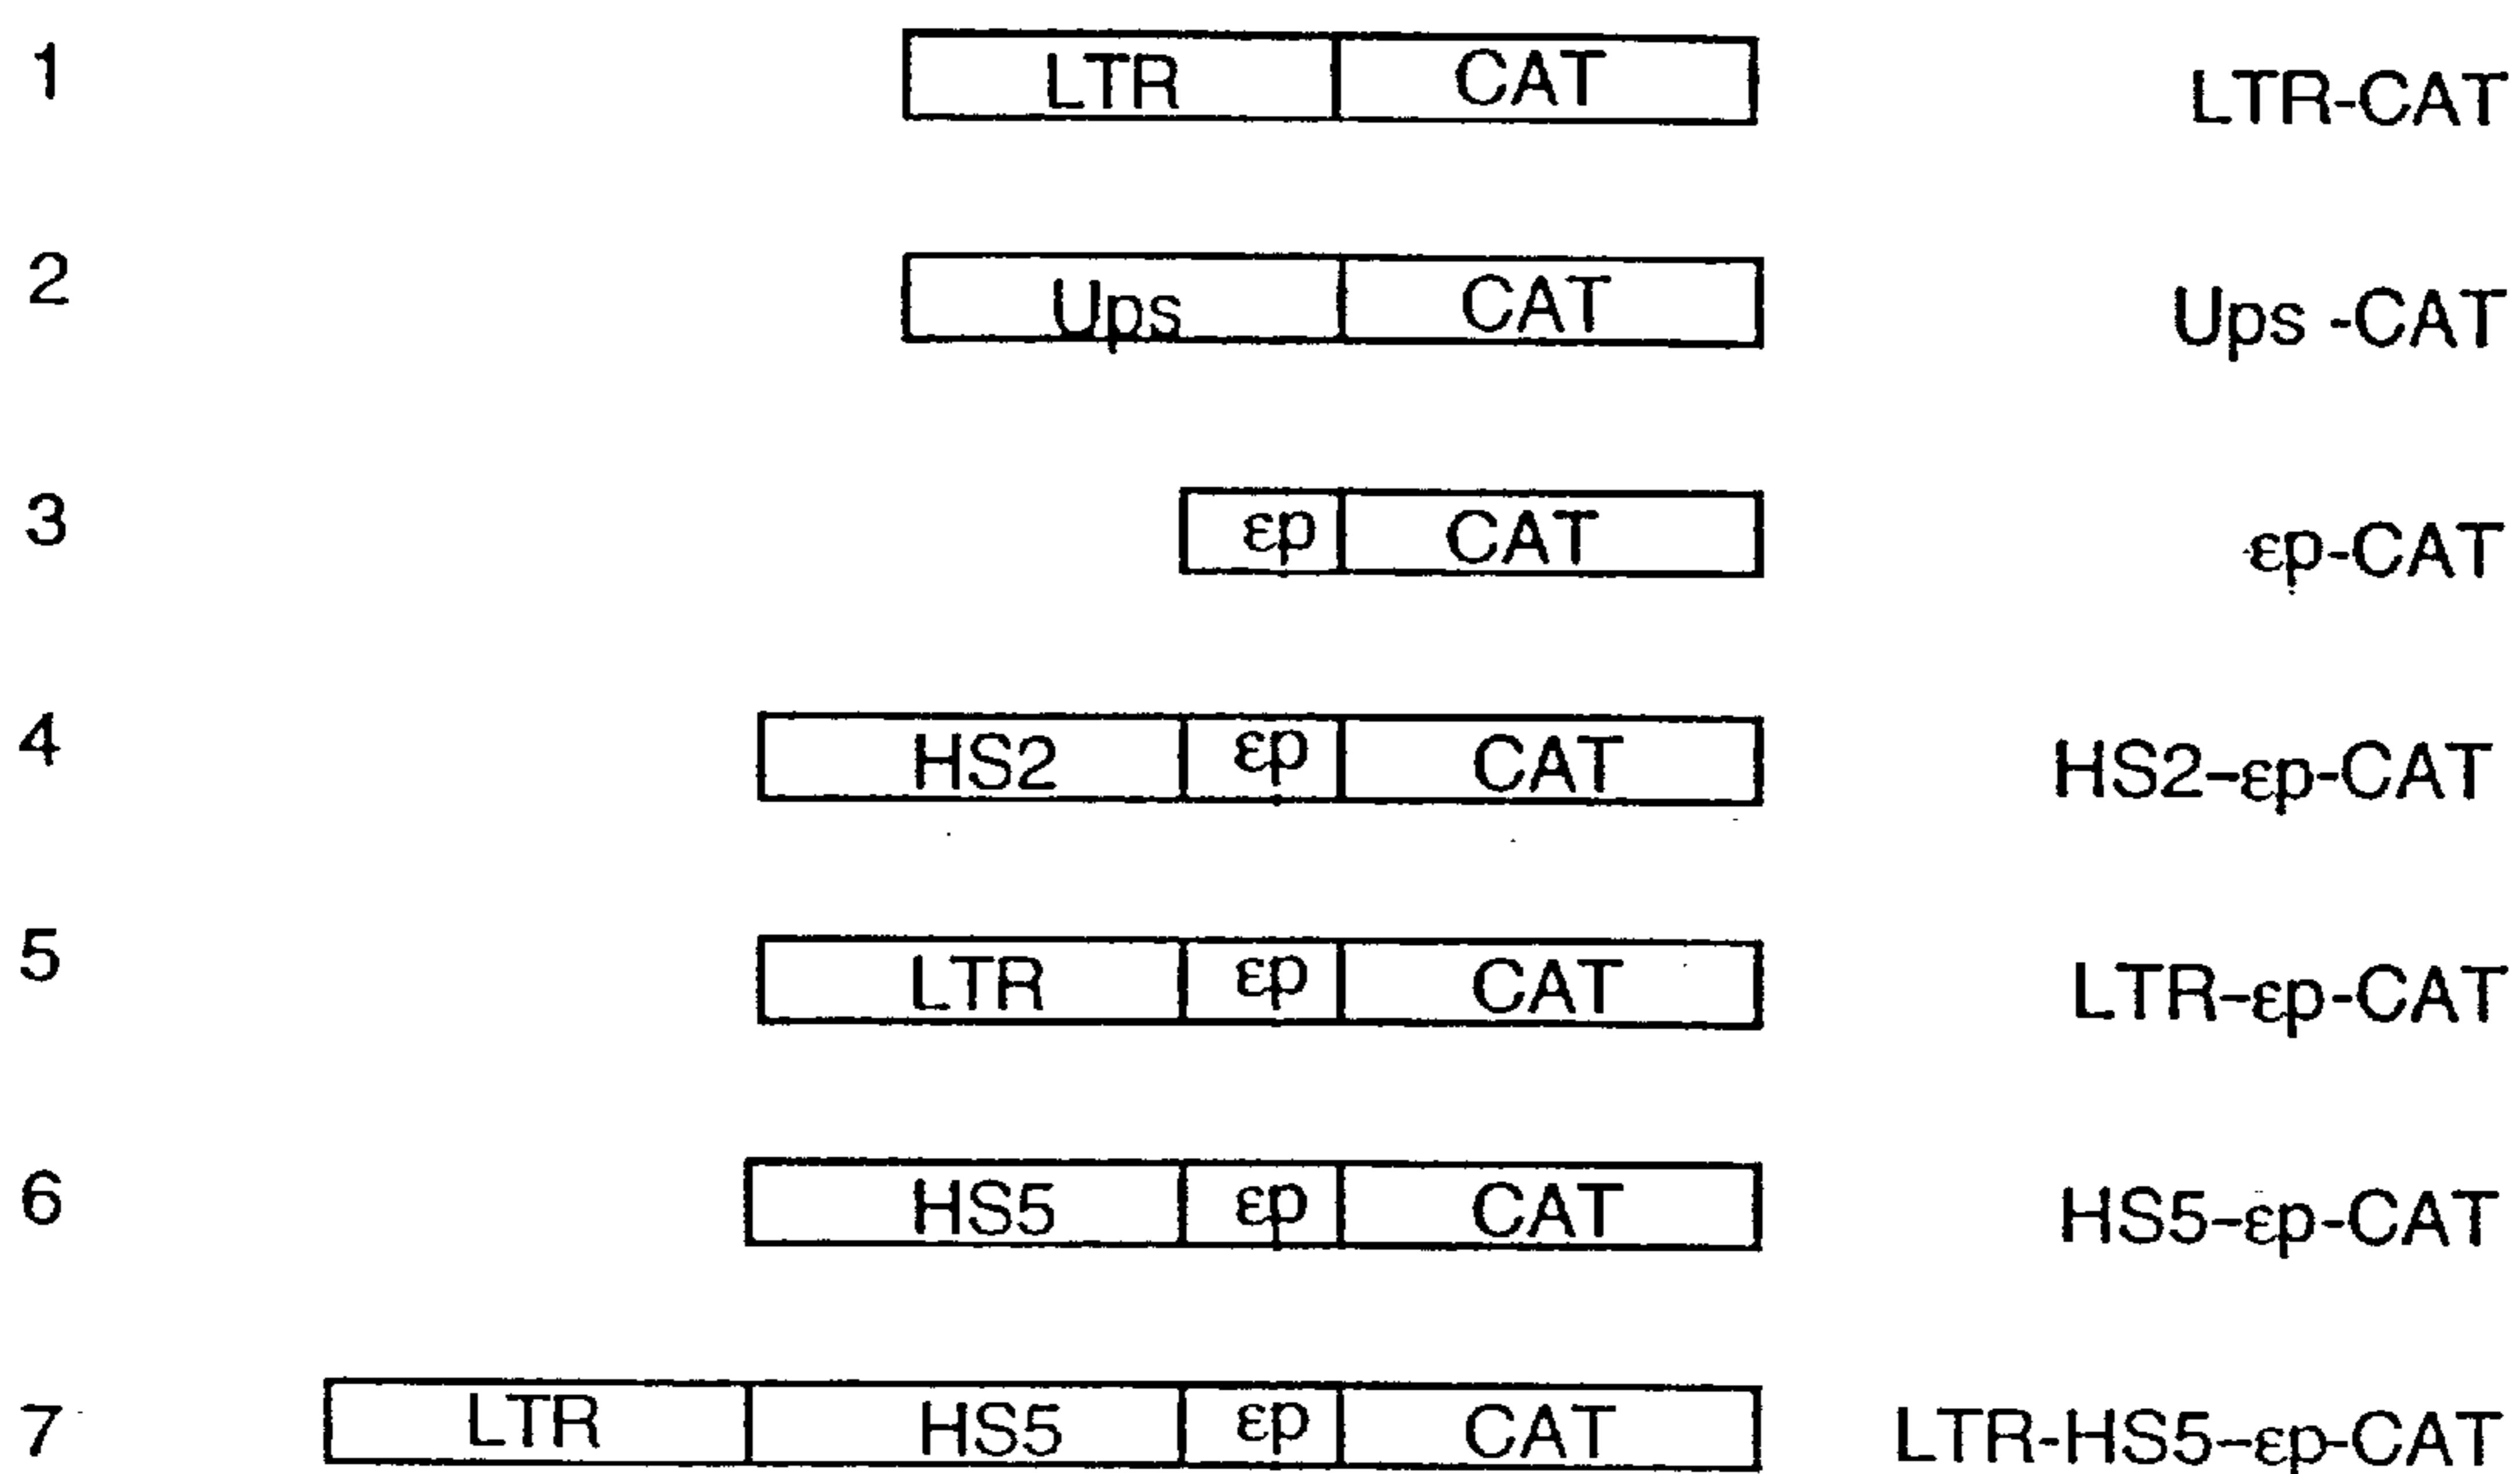 1 LTR CAT LTR-CAT
2 Ups CAT Ups -CAT
3 εp CAT εp-CAT
4 HS2 εp CAT HS2-εp-CAT
5 LTR εp CAT LTR-εp-CAT
6 HS5 εp CAT HS5-εp-CAT
7 LTR HS5 εp CAT LTR-HS5-εp-CAT